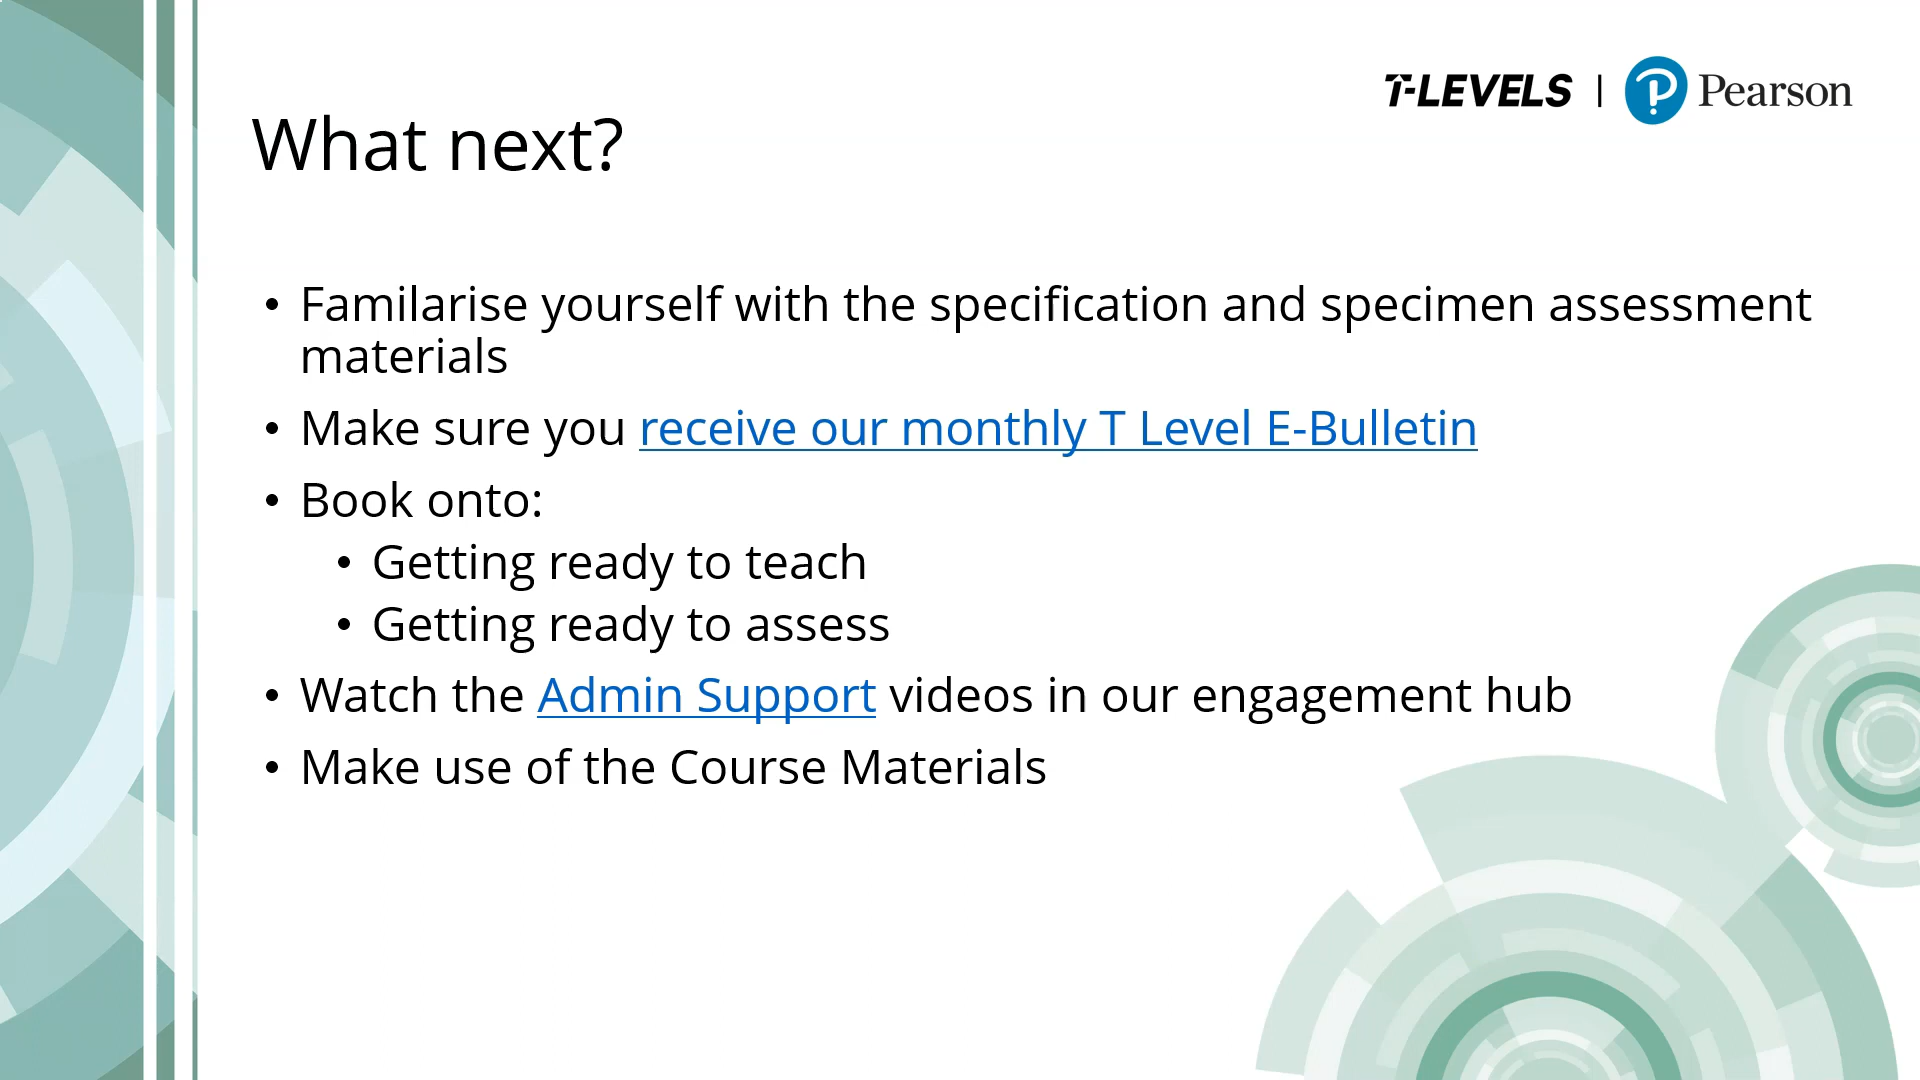 T-LEVELS | Pearson
What next?
• Familarise yourself with the specification and specimen assessment
materials
• Make sure you receive our monthly T Level E-Bulletin
• Book onto:
• Getting ready to teach
• Getting ready to assess
• Watch the Admin Support videos in our engagement hub
• Make use of the Course Materials